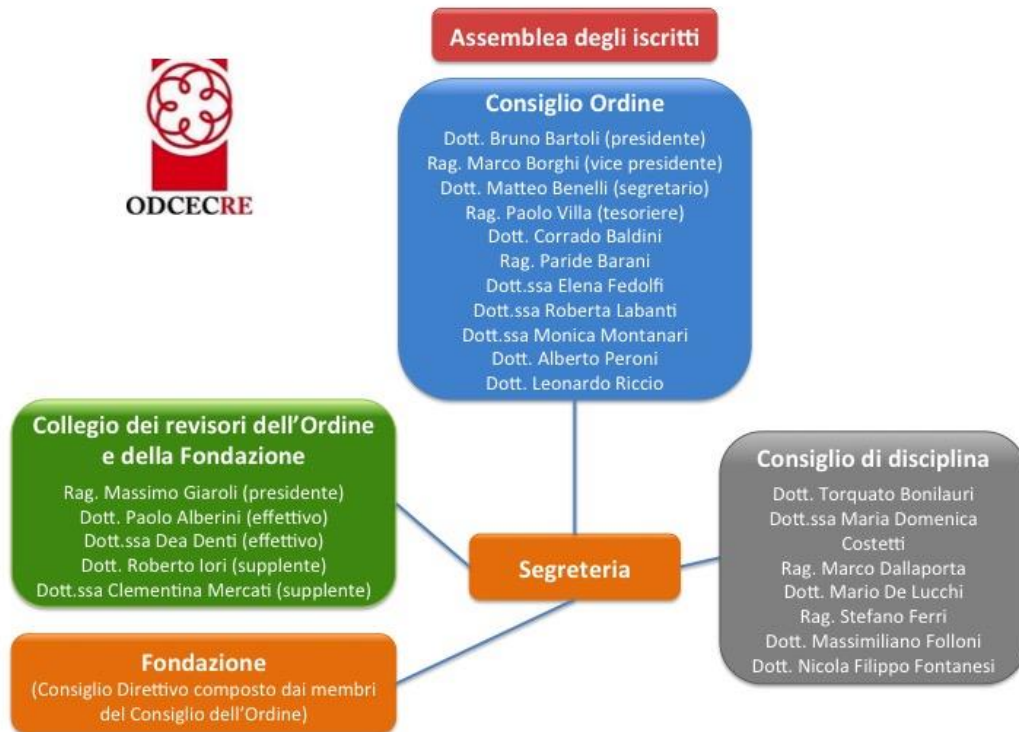 Assemblea degli iscritti
ODCECRE
Consiglio Ordine
Dott. Bruno Bartoli (presidente)
Rag. Marco Borghi (vice presidente)
Dott. Matteo Benelli (segretario)
Rag. Paolo Villa (tesoriere)
Dott. Corrado Baldini
Rag. Paride Barani
Dott.ssa Elena Fedolfi
Dott.ssa Roberta Labanti
Dott.ssa Monica Montanari
Dott. Alberto Peroni
Dott. Leonardo Riccio
Collegio dei revisori dell’Ordine
e della Fondazione
Rag. Massimo Giaroli (presidente)
Dott. Paolo Alberini (effettivo)
Dott.ssa Dea Denti (effettivo)
Dott. Roberto Iori (supplente)
Dott.ssa Clementina Mercati (supplente)
Segreteria
Consiglio di disciplina
Dott. Torquato Bonilauri
Dott.ssa Maria Domenica
Costetti
Rag. Marco Dallaporta
Dott. Mario De Lucchi
Rag. Stefano Ferri
Dott. Massimiliano Folloni
Dott. Nicola Filippo Fontanesi
Fondazione
(Consiglio Direttivo composto dai membri
del Consiglio dell’Ordine)